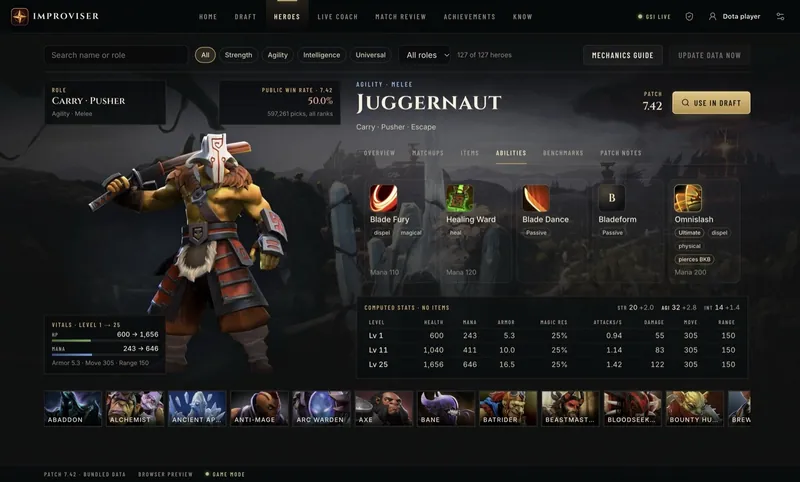 IMPROVISER
HOME DRAFT HEROES LIVE COACH MATCH REVIEW ACHIEVEMENTS KNOW
GSI LIVE Dota player
Search name or role
All Strength Agility Intelligence Universal All roles 127 of 127 heroes
MECHANICS GUIDE UPDATE DATA NOW
ROLE
CARRY · PUSHER
Agility · Melee
PUBLIC WIN RATE · 7.42
50.0%
597,261 picks, all ranks
AGILITY · MELEE
JUGGERNAUT
Carry · Pusher · Escape
PATCH
7.42
USE IN DRAFT
OVERVIEW MATCHUPS ITEMS ABILITIES BENCHMARKS PATCH NOTES
Blade Fury
dispel magical
Mana 110
Healing Ward
heal
Mana 120
Blade Dance
Passive
B
Bladeform
Passive
Omnislash
Ultimate dispel
physical
pierces BKB
Mana 200
VITALS · LEVEL 1 → 25
HP 600 → 1,656
MANA 243 → 646
Armor 5.3 · Move 305 · Range 150
COMPUTED STATS · NO ITEMS STR 20 +2.0 AGI 32 +2.8 INT 14 +1.4
LEVEL HEALTH MANA ARMOR MAGIC RES ATTACKS/S DAMAGE MOVE RANGE
Lv 1 600 243 5.3 25% 0.94 55 305 150
Lv 11 1,040 411 10.0 25% 1.14 83 305 150
Lv 25 1,656 646 16.5 25% 1.42 122 305 150
ABADDON ALCHEMIST ANCIENT AP... ANTI-MAGE ARC WARDEN AXE BANE BATRIDER BEASTMAST... BLOODSEEK... BOUNTY HU... BREW
PATCH 7.42 · BUNDLED DATA BROWSER PREVIEW GAME MODE